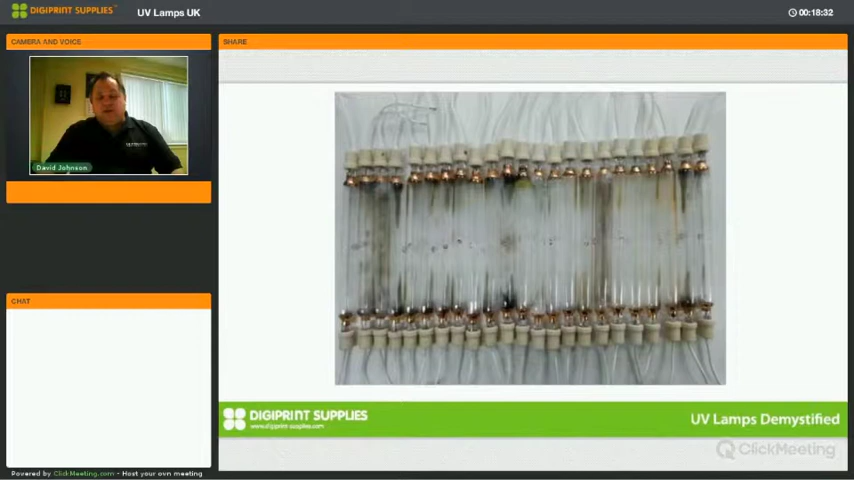 DIGIPRINT SUPPLIES
UV Lamps UK
00:18:32
CAMERA AND VOICE
SHARE
David Johnson
CHAT
DIGIPRINT SUPPLIES
www.digiprint-supplies.com
UV Lamps Demystified
ClickMeeting
Powered by ClickMeeting.com - Host your own meeting